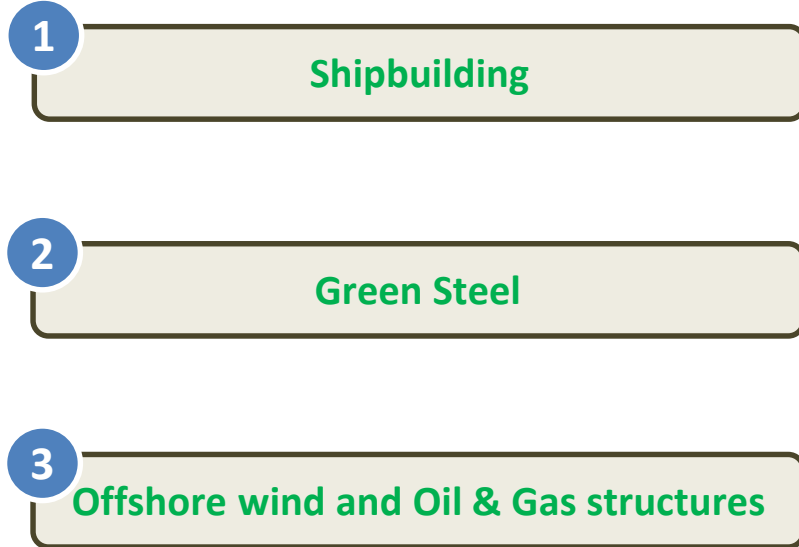 1
Shipbuilding
2
Green Steel
3
Offshore wind and Oil & Gas structures